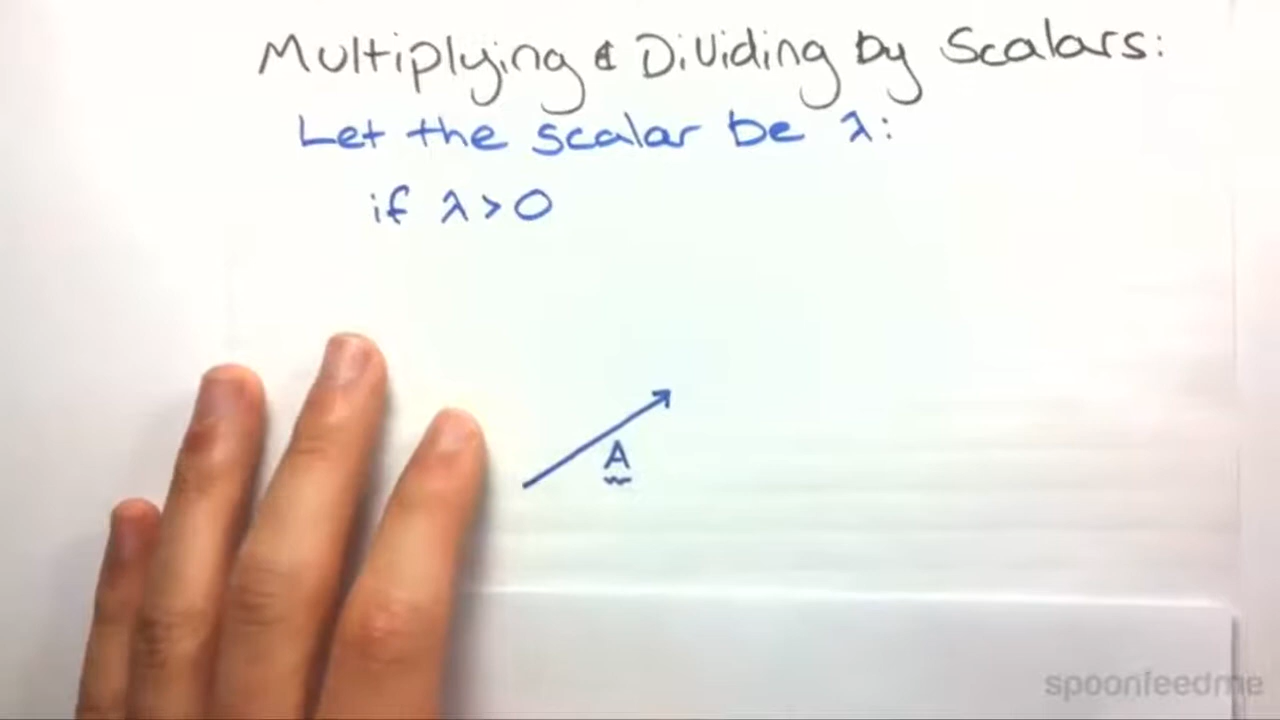 Multiplying & Dividing by Scalars:
Let the scalar be λ:
if λ > 0
A
spoonfeedme